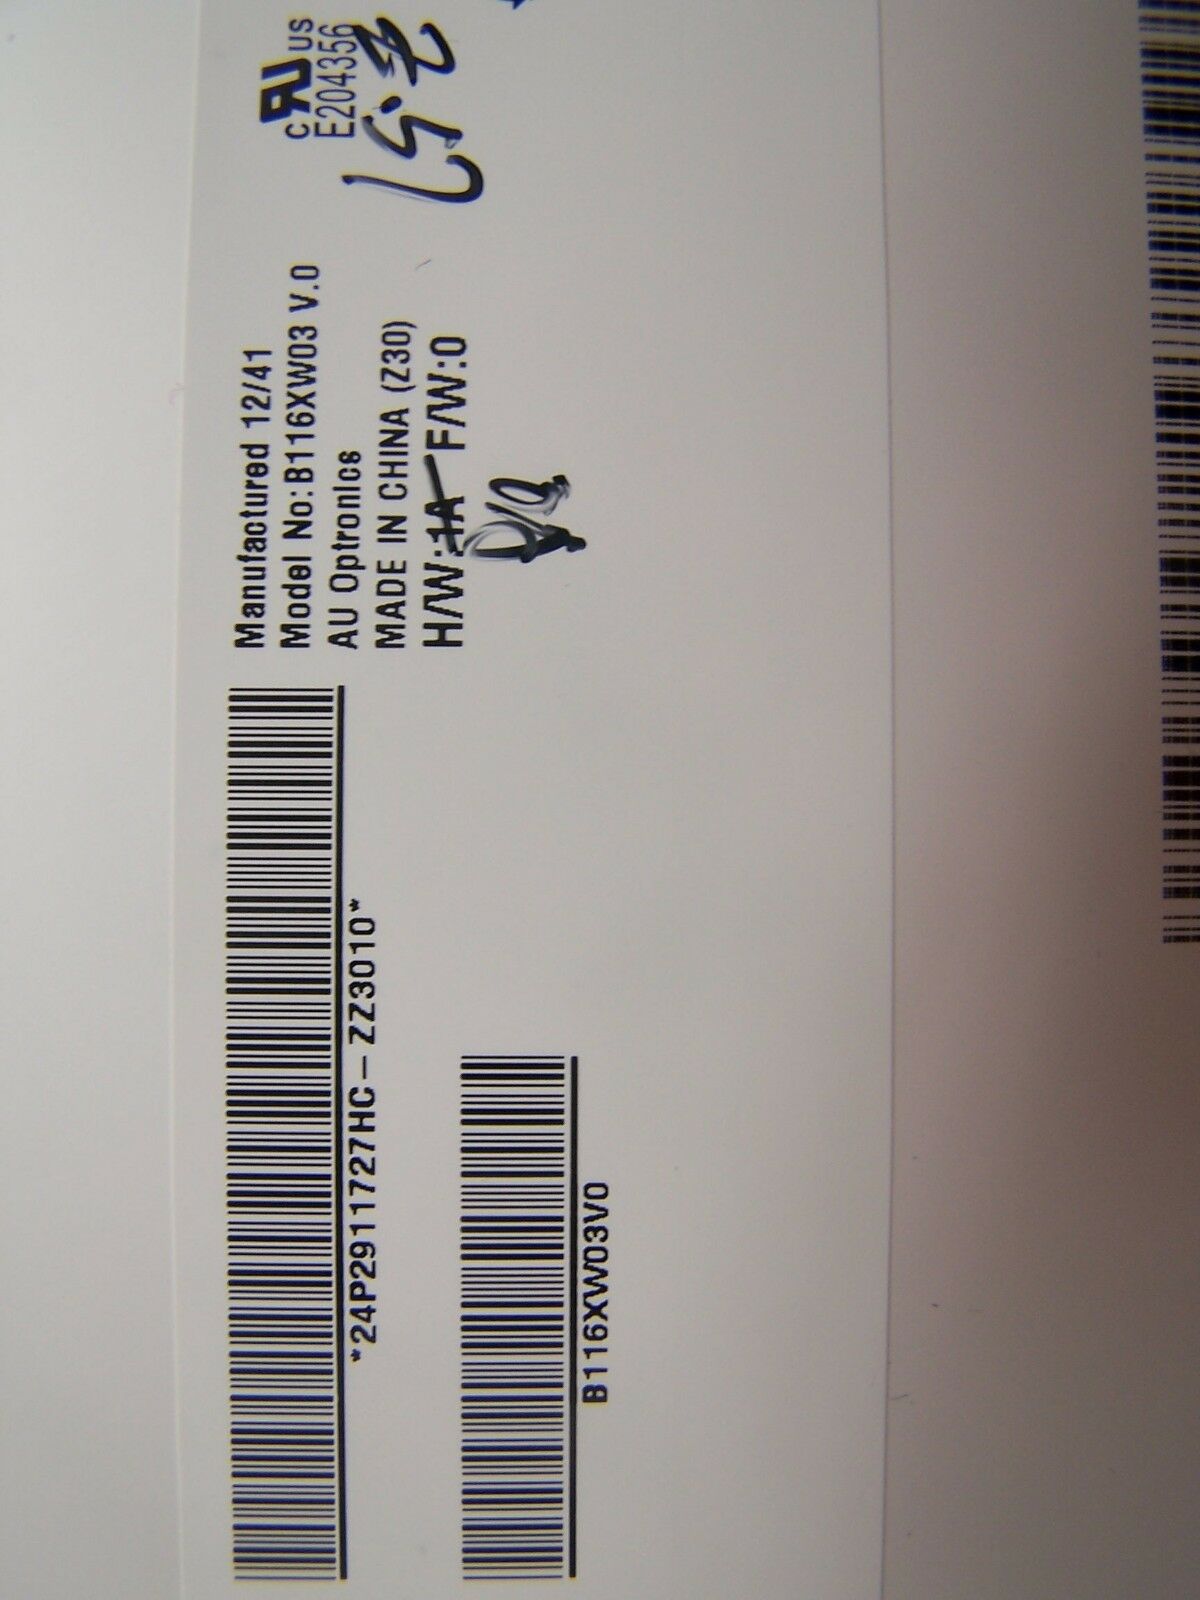 Manufactured 12/41
Model No:B116XW03 V.0
AU Optronics
MADE IN CHINA (Z30)
H/W:1A F/W:0
c RU US
E204356
*24P2911727HC-ZZ3010*
B116XW03V0